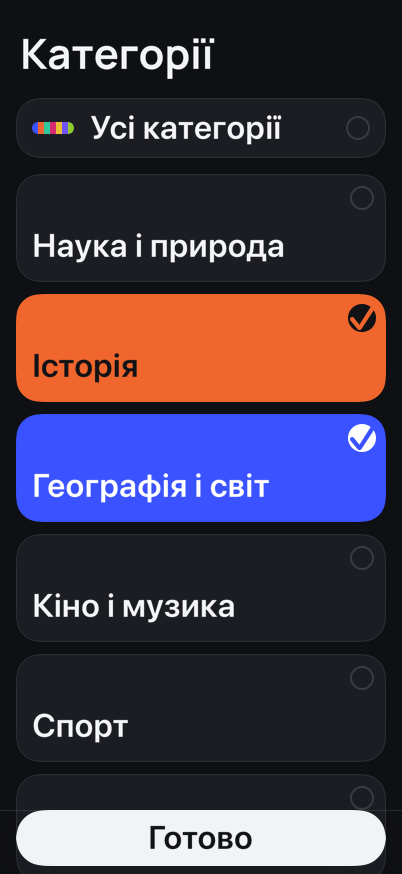 Категорії
Усі категорії
Наука і природа
Історія
Географія і світ
Кіно і музика
Спорт
Готово